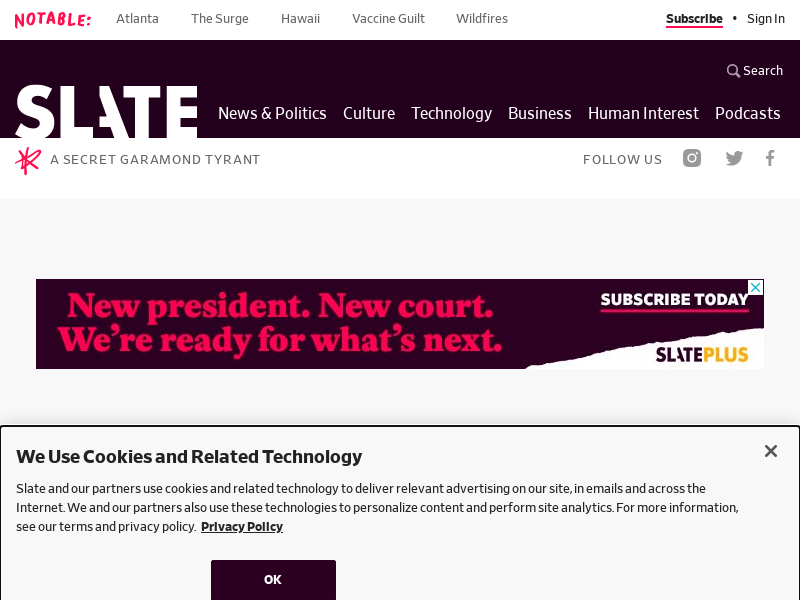 NOTABLE: Atlanta The Surge Hawaii Vaccine Guilt Wildfires Subscribe • Sign In
Search
SLATE News & Politics Culture Technology Business Human Interest Podcasts
A SECRET GARAMOND TYRANT FOLLOW US
New president. New court.
We're ready for what's next.
SUBSCRIBE TODAY
SLATEPLUS
We Use Cookies and Related Technology
Slate and our partners use cookies and related technology to deliver relevant advertising on our site, in emails and across the
Internet. We and our partners also use these technologies to personalize content and perform site analytics. For more information,
see our terms and privacy policy. Privacy Policy
OK